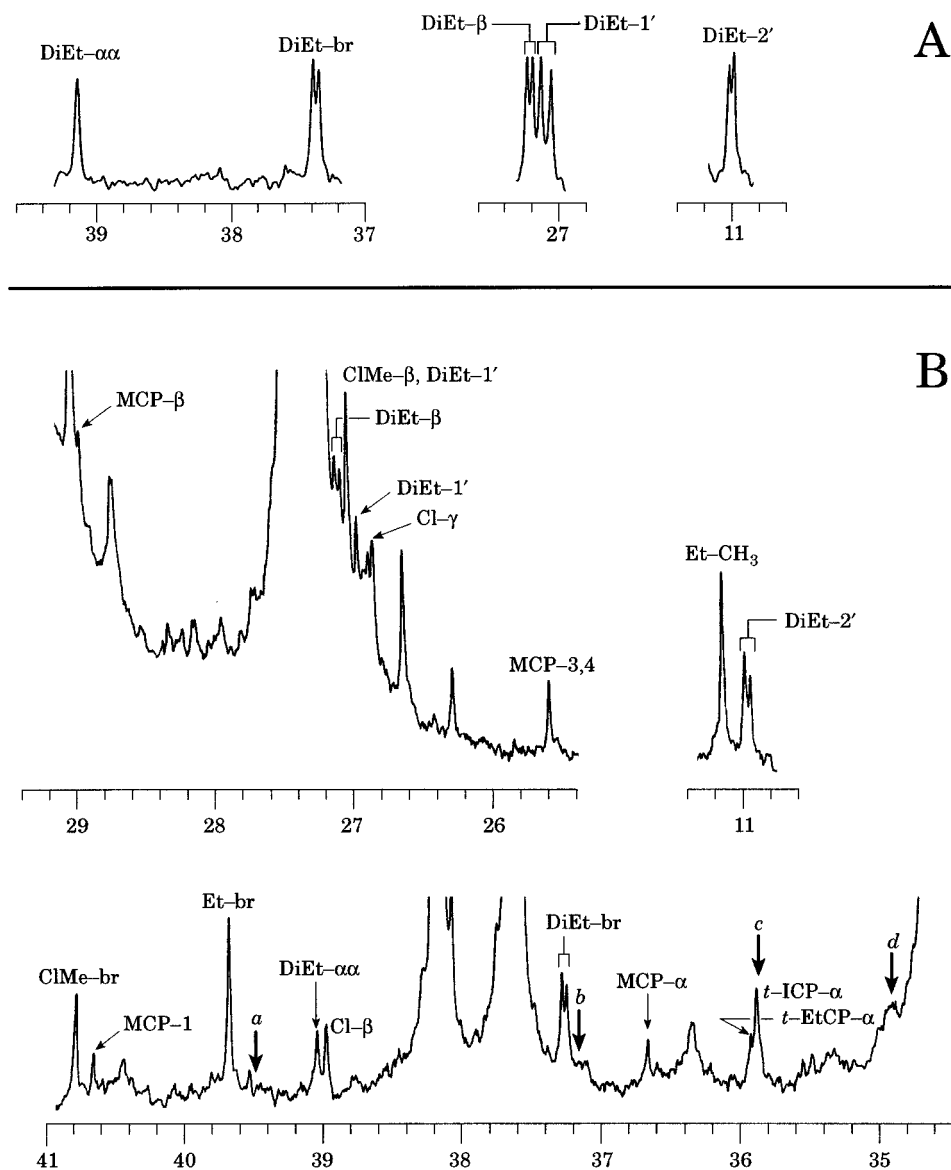 A
DiEt–αα
DiEt–br
DiEt–β
DiEt–1′
DiEt–2′
39
38
37
27
11
B
MCP–β
ClMe–β, DiEt–1′
DiEt–β
DiEt–1′
Cl–γ
MCP–3,4
Et–CH₃
DiEt–2′
29
28
27
26
11
ClMe–br
MCP–1
Et–br
a
DiEt–αα
Cl–β
DiEt–br
b
MCP–α
c
t–ICP–α
t–EtCP–α
d
41
40
39
38
37
36
35